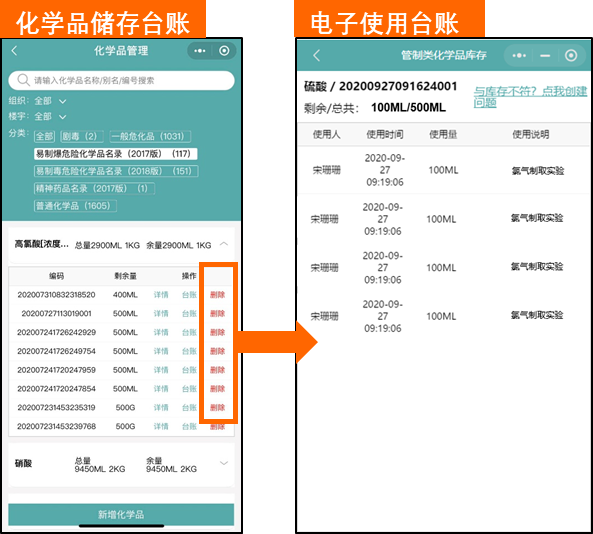 化学品储存台账
化学品管理
请输入化学品名称/别名/编号搜索
组织: 全部
楼宇: 全部
分类: 全部 剧毒（2） 一般危化品（1031）
易制爆危险化学品名录（2017版）（117）
易制毒危险化学品名录（2018版）（151）
精神药品名录（2017版）（1）
普通化学品（1605）
高氯酸[浓度... 总量2900ML 1KG 余量2900ML 1KG
编码 剩余量 操作
202007310832318520 400ML 详情 台账 删除
20200727113019001 500ML 详情 台账 删除
202007241726242929 500ML 详情 台账 删除
202007241726249754 500ML 详情 台账 删除
202007241720247959 500ML 详情 台账 删除
202007241720247854 500ML 详情 台账 删除
202007231453235319 500G 详情 台账 删除
202007231453239768 500G 详情 台账 删除
硝酸 总量 余量
9450ML 2KG 9450ML 2KG
新增化学品
电子使用台账
管制类化学品库存
硫酸 / 20200927091624001
剩余/总共: 100ML/500ML
与库存不符？点我创建
问题
使用人 使用时间 使用量 使用说明
宋珊珊 2020-09-27 09:19:06 100ML 氯气制取实验
宋珊珊 2020-09-27 09:19:06 100ML 氯气制取实验
宋珊珊 2020-09-27 09:19:06 100ML 氯气制取实验
宋珊珊 2020-09-27 09:19:06 100ML 氯气制取实验